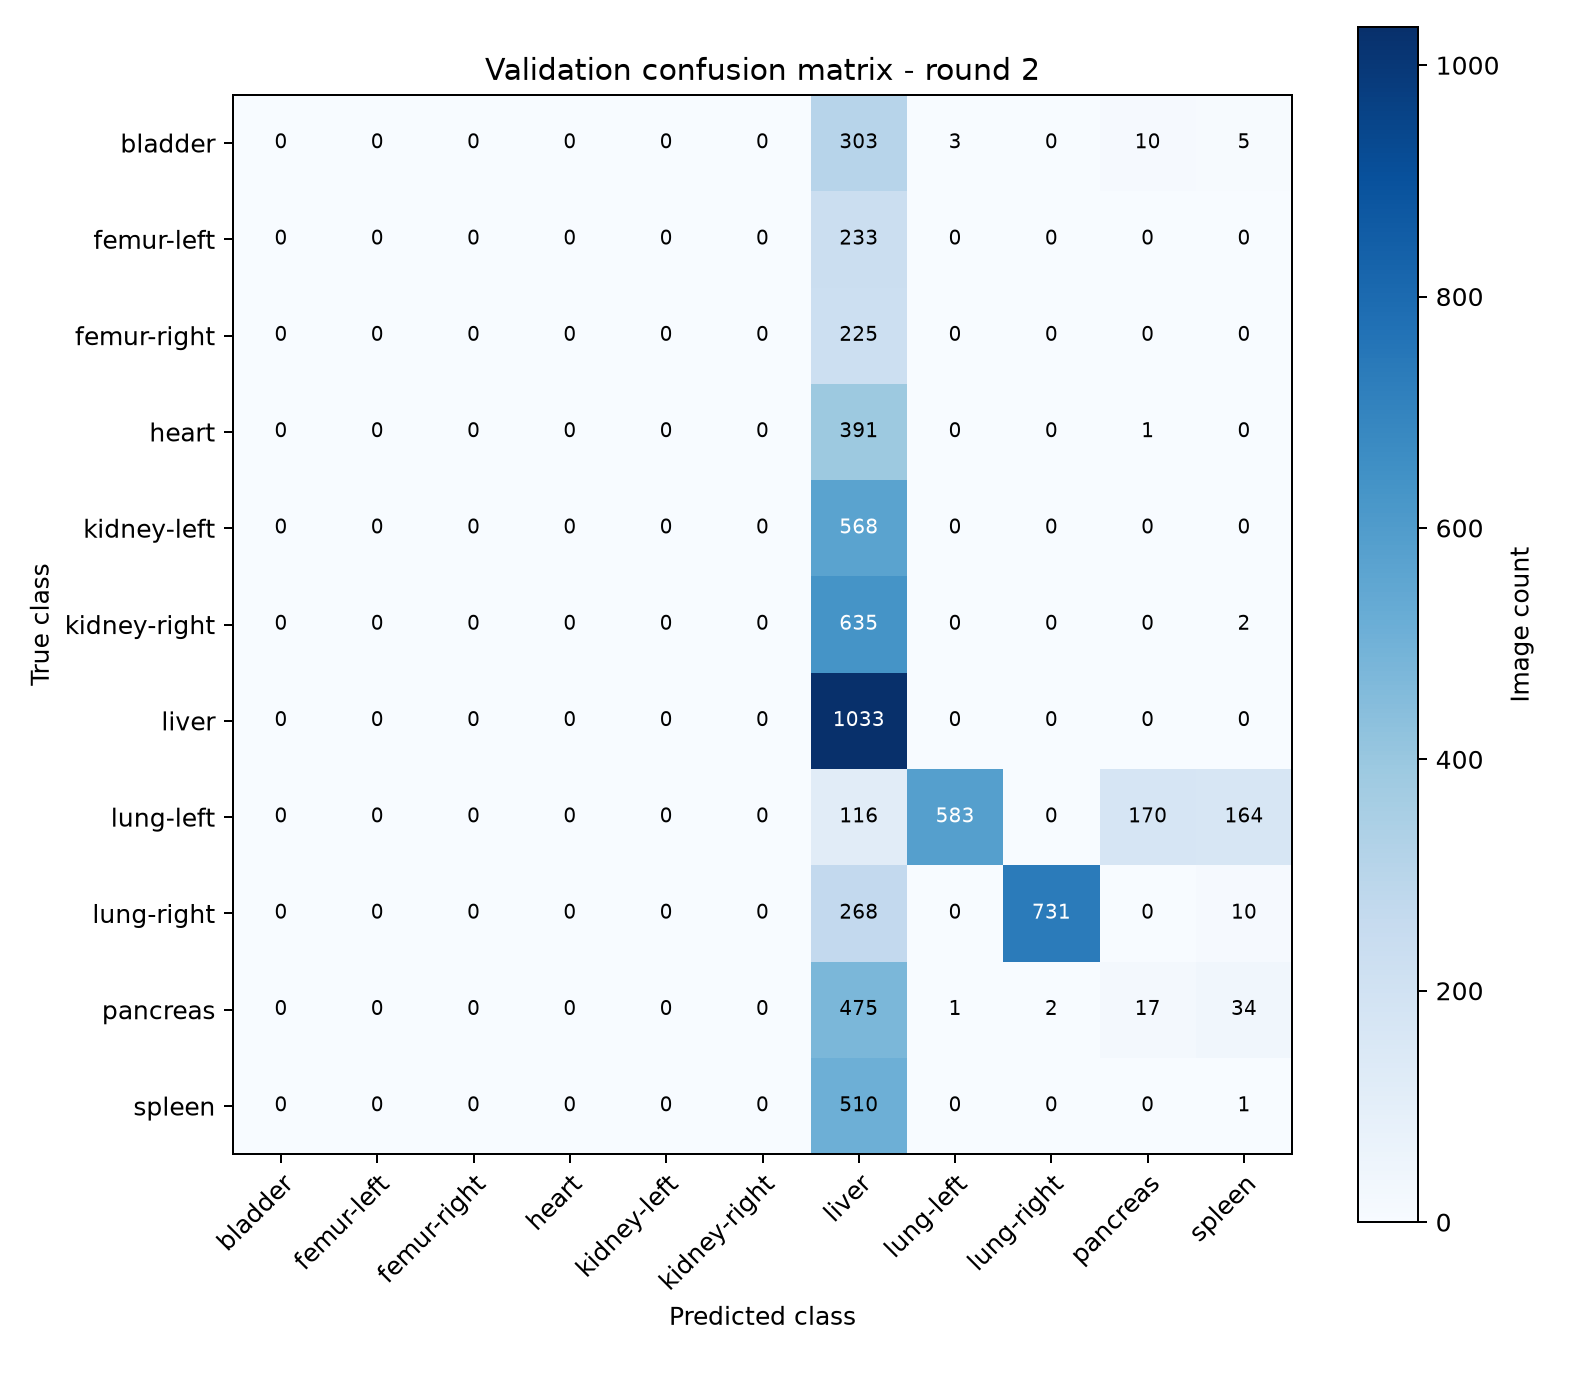 Validation confusion matrix - round 2
bladder 0 0 0 0 0 0 303 3 0 10 5
femur-left 0 0 0 0 0 0 233 0 0 0 0
femur-right 0 0 0 0 0 0 225 0 0 0 0
heart 0 0 0 0 0 0 391 0 0 1 0
kidney-left 0 0 0 0 0 0 568 0 0 0 0
kidney-right 0 0 0 0 0 0 635 0 0 0 2
liver 0 0 0 0 0 0 1033 0 0 0 0
lung-left 0 0 0 0 0 0 116 583 0 170 164
lung-right 0 0 0 0 0 0 268 0 731 0 10
pancreas 0 0 0 0 0 0 475 1 2 17 34
spleen 0 0 0 0 0 0 510 0 0 0 1
bladder femur-left femur-right heart kidney-left kidney-right liver lung-left lung-right pancreas spleen
Predicted class
True class
1000
800
600
400
200
0
Image count